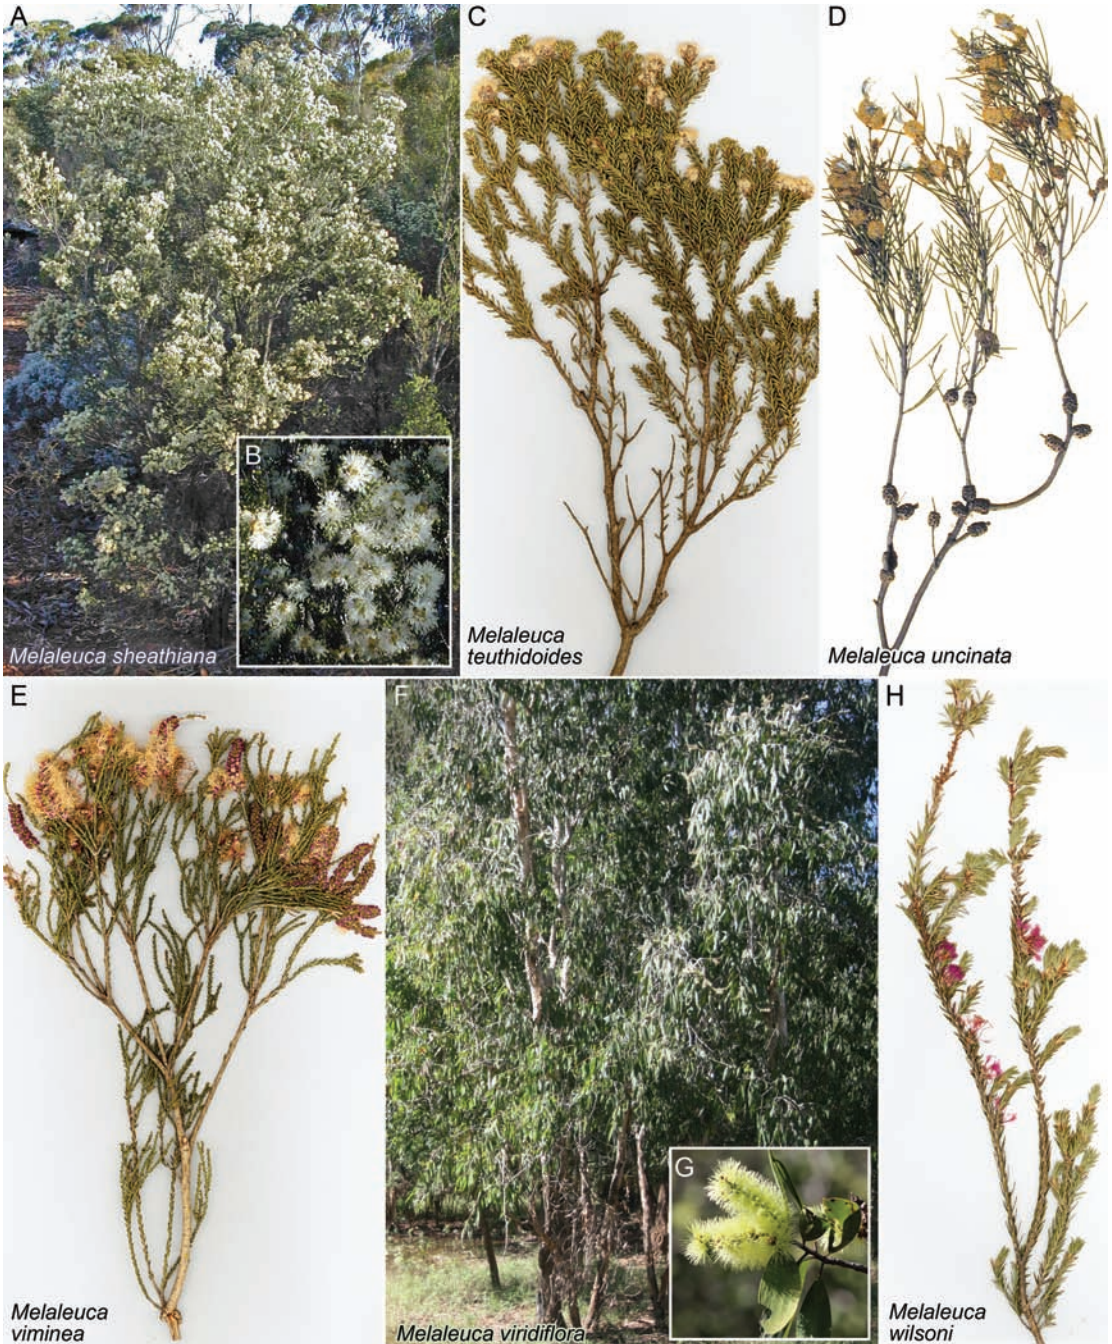 A
B
Melaleuca sheathiana
C
Melaleuca
teuthidoides
D
Melaleuca uncinata
E
Melaleuca
viminea
F
G
Melaleuca viridiflora
H
Melaleuca
wilsoni